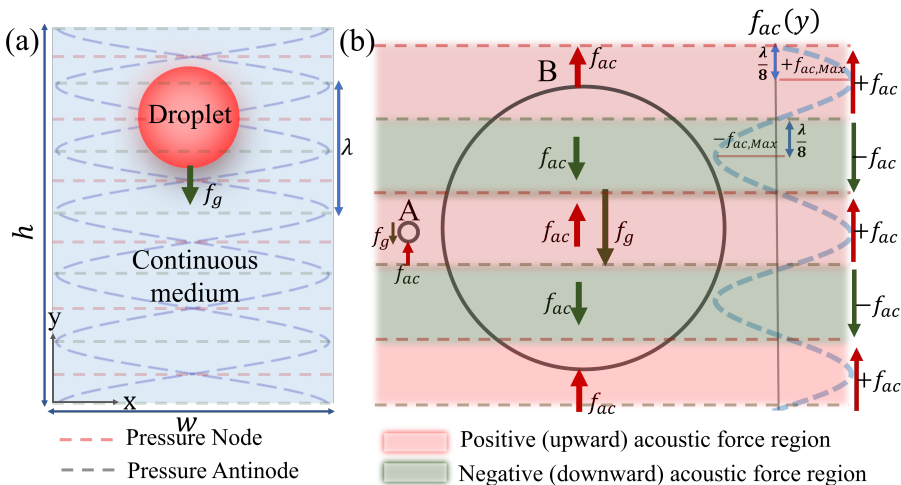 (a)
Droplet
f_g
λ
h
Continuous
medium
y
x
w
Pressure Node
Pressure Antinode
(b)
f_ac(y)
B
f_ac
λ/8
+f_ac,Max
+f_ac
−f_ac,Max
λ/8
f_ac
−f_ac
A
f_g
f_ac
f_ac
f_g
+f_ac
f_ac
−f_ac
f_ac
+f_ac
Positive (upward) acoustic force region
Negative (downward) acoustic force region